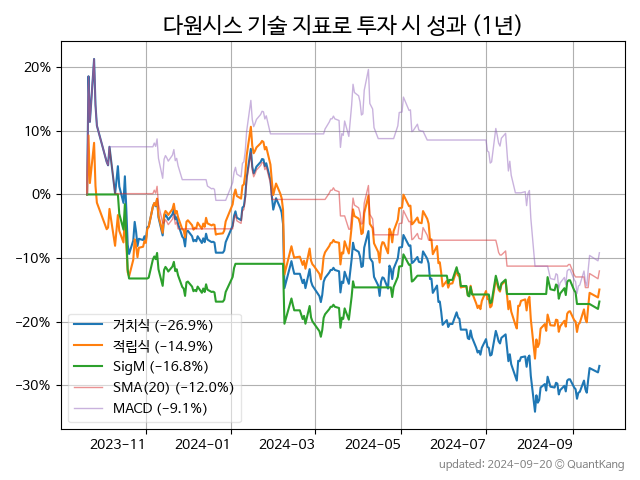 다원시스 기술 지표로 투자 시 성과 (1년)
20%
10%
0%
−10%
−20%
−30%
거치식 (−26.9%)
적립식 (−14.9%)
SigM (−16.8%)
SMA(20) (−12.0%)
MACD (−9.1%)
2023−11 2024−01 2024−03 2024−05 2024−07 2024−09
updated: 2024−09−20 ⓒ QuantKang